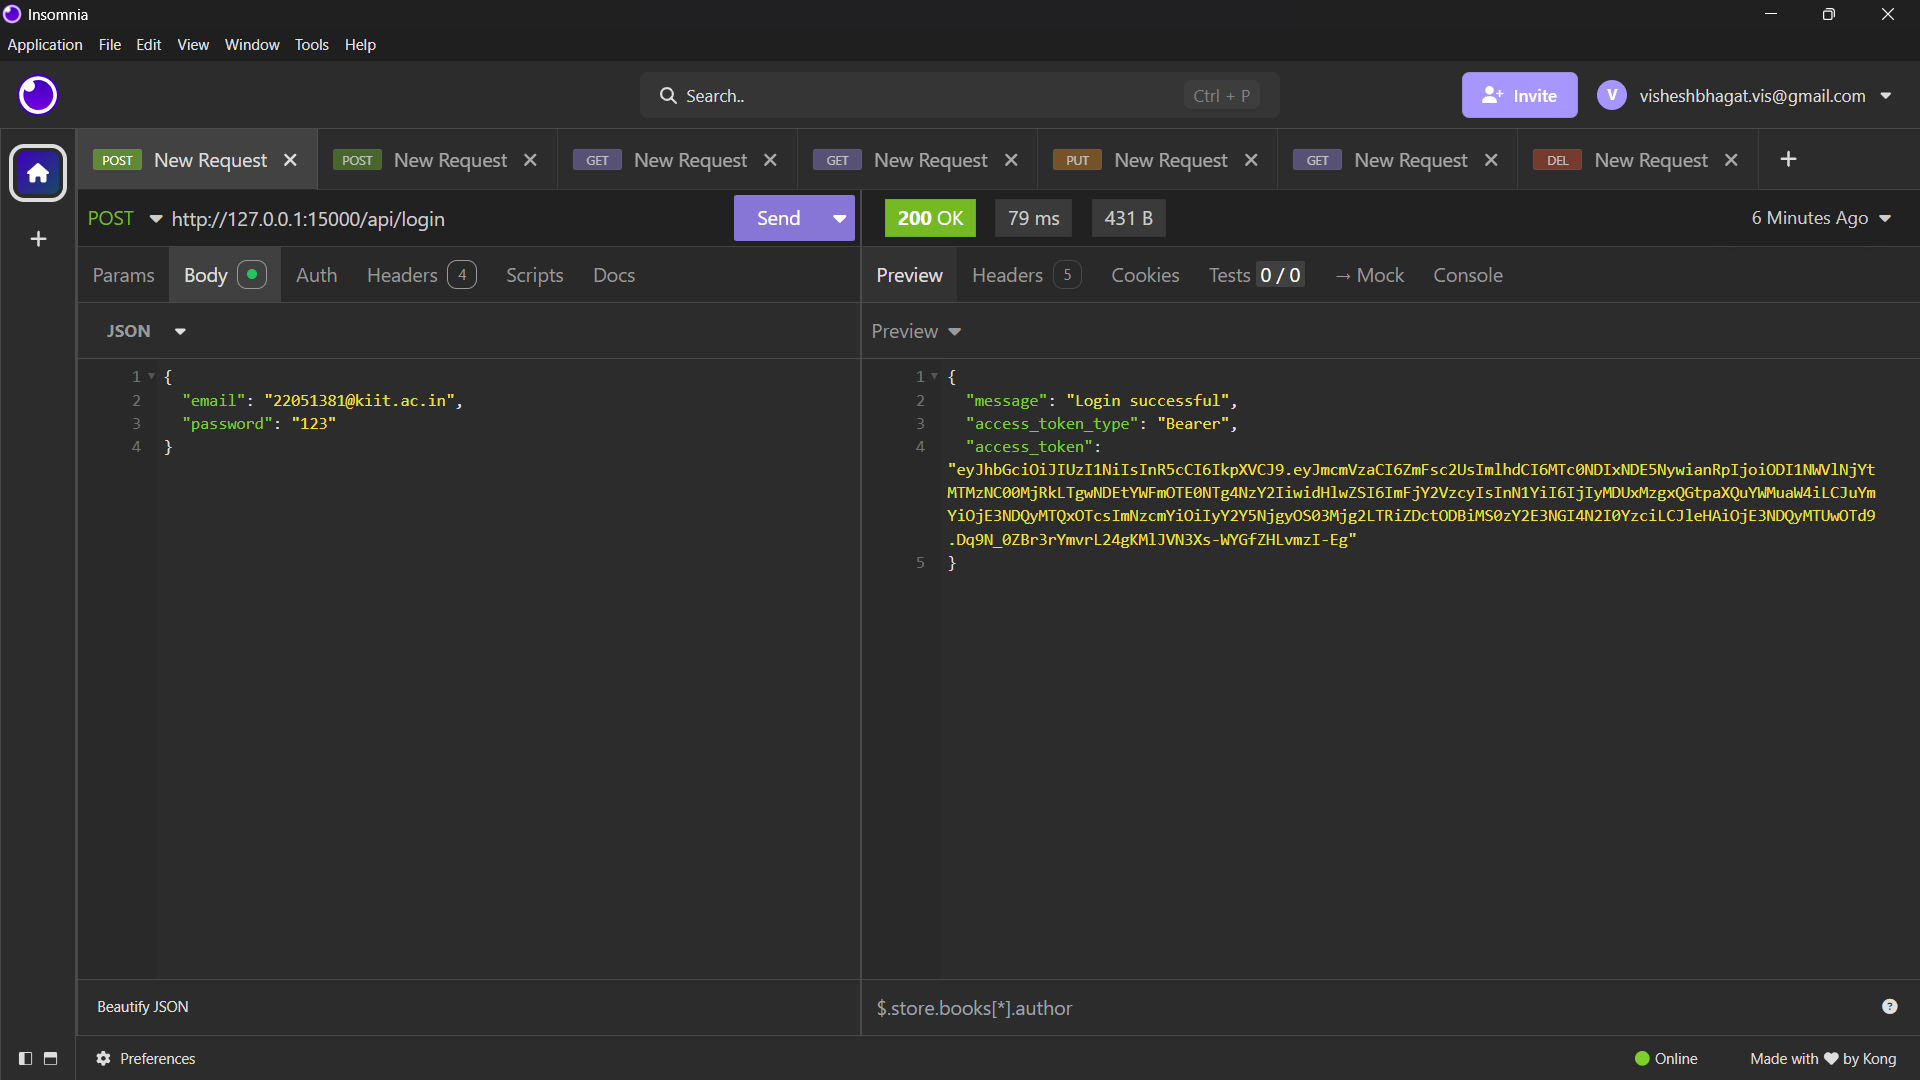 Insomnia
Application File Edit View Window Tools Help
Search.. Ctrl + P
Invite
V visheshbhagat.vis@gmail.com
POST New Request
POST New Request
GET New Request
GET New Request
PUT New Request
GET New Request
DEL New Request
POST http://127.0.0.1:15000/api/login Send
200 OK 79 ms 431 B 6 Minutes Ago
Params Body Auth Headers 4 Scripts Docs
Preview Headers 5 Cookies Tests 0 / 0 → Mock Console
JSON
Preview
1 {
2 "email": "22051381@kiit.ac.in",
3 "password": "123"
4 }
1 {
2 "message": "Login successful",
3 "access_token_type": "Bearer",
4 "access_token":
"eyJhbGciOiJIUzI1NiIsInR5cCI6IkpXVCJ9.eyJmcmVzaCI6ZmFsc2UsImlhdCI6MTc0NDIxNDE5NywianRpIjoiODI1NWVlNjYt
MTMzNC00MjRkLTgwNDEtYWFmOTE0NTg4NzY2IiwidHlwZSI6ImFjY2VzcyIsInN1YiI6IjIyMDUxMzgxQGtpaXQuYWMuaW4iLCJuYm
YiOjE3NDQyMTQxOTcsImNzcmYiOiIyY2Y5NjgyOS03Mjg2LTRiZDctODBiMS0zY2E3NGI4N2I0YzciLCJleHAiOjE3NDQyMTUwOTd9
.Dq9N_0ZBr3rYmvrL24gKMlJVN3Xs-WYGfZHLvmzI-Eg"
5 }
Beautify JSON
$.store.books[*].author
Preferences
Online
Made with ♥ by Kong